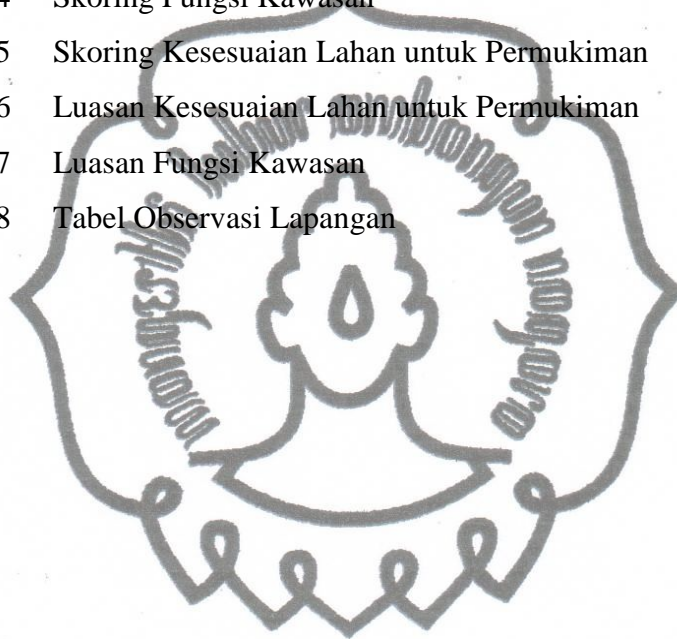 4 Skoring Fungsi Kawasan
5 Skoring Kesesuaian Lahan untuk Permukiman
6 Luasan Kesesuaian Lahan untuk Permukiman
7 Luasan Fungsi Kawasan
8 Tabel Observasi Lapangan